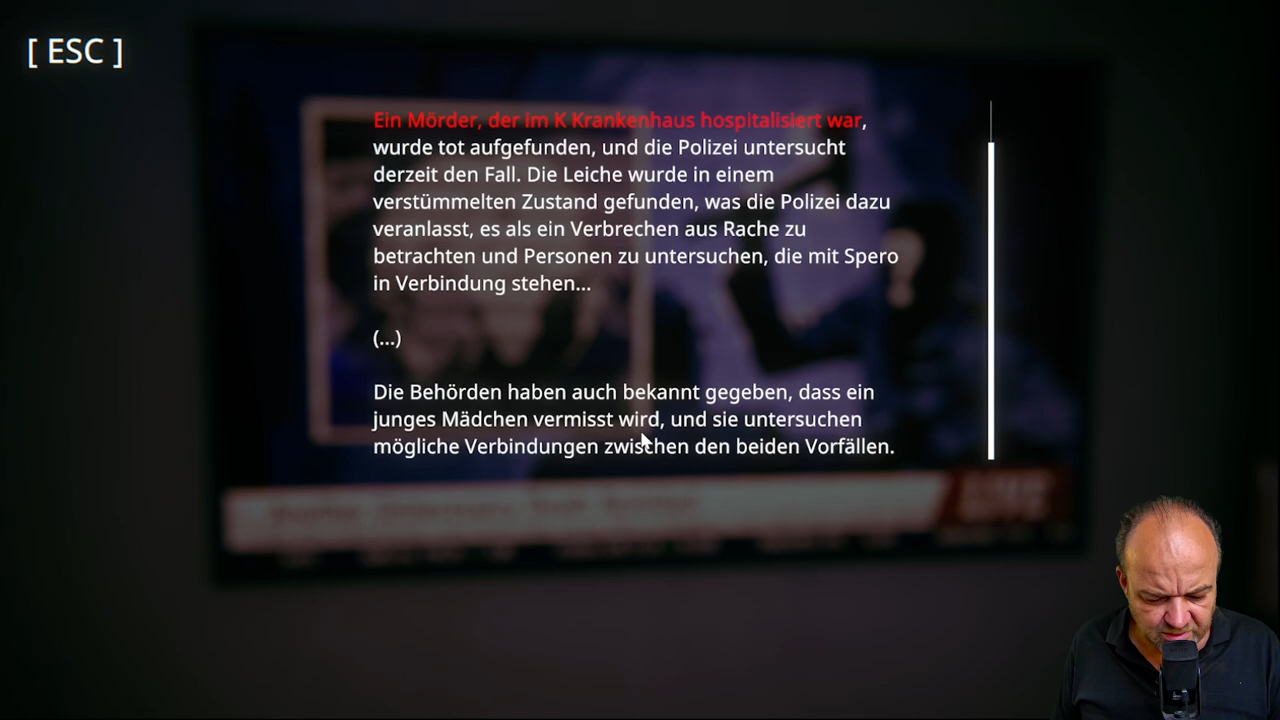 [ ESC ]
Ein Mörder, der im K Krankenhaus hospitalisiert war,
wurde tot aufgefunden, und die Polizei untersucht
derzeit den Fall. Die Leiche wurde in einem
verstümmelten Zustand gefunden, was die Polizei dazu
veranlasst, es als ein Verbrechen aus Rache zu
betrachten und Personen zu untersuchen, die mit Spero
in Verbindung stehen...
(...)
Die Behörden haben auch bekannt gegeben, dass ein
junges Mädchen vermisst wird, und sie untersuchen
mögliche Verbindungen zwischen den beiden Vorfällen.
LIVE